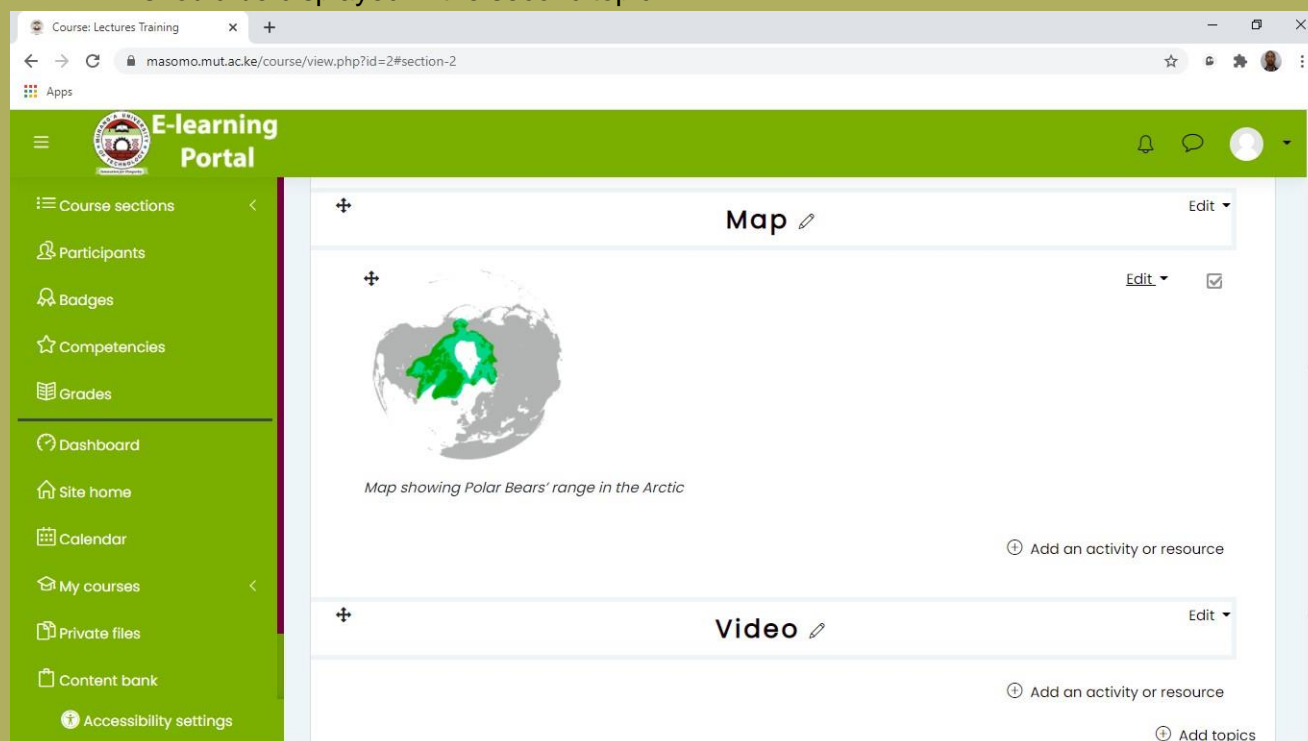 Course: Lectures Training
masomo.mut.ac.ke/course/view.php?id=2#section-2
Apps
E-learning
Portal
Course sections
Participants
Badges
Competencies
Grades
Dashboard
Site home
Calendar
My courses
Private files
Content bank
Accessibility settings
Map
Edit
Edit
Map showing Polar Bears' range in the Arctic
Add an activity or resource
Video
Edit
Add an activity or resource
Add topics